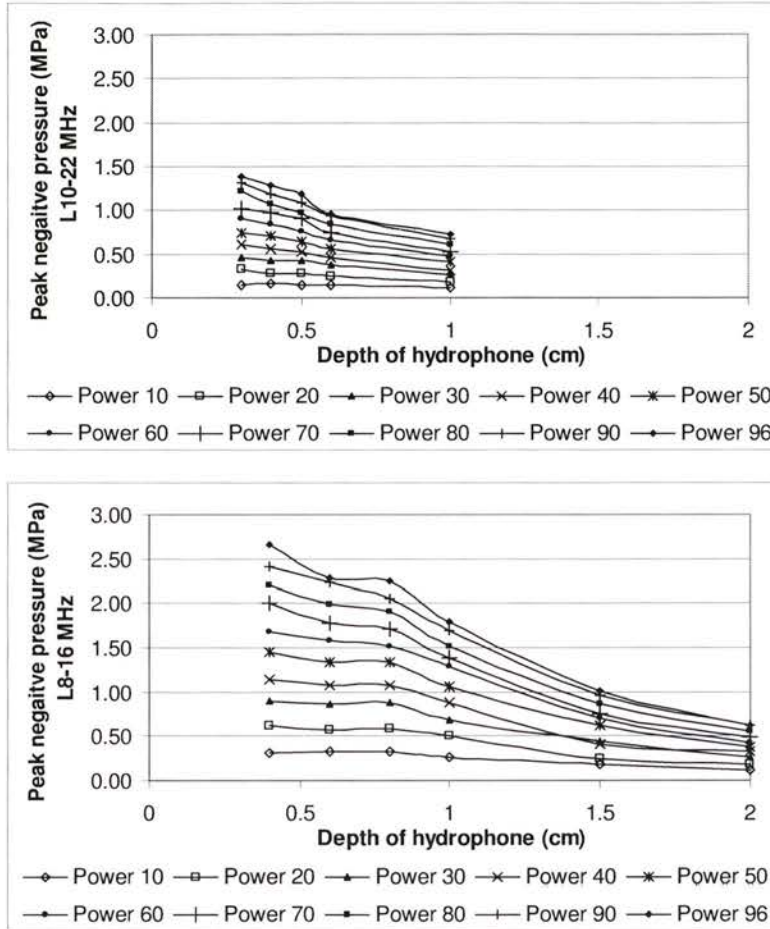 Peak negaitve pressure (MPa)
L10-22 MHz
3.00
2.50
2.00
1.50
1.00
0.50
0.00
0 0.5 1 1.5 2
Depth of hydrophone (cm)
Power 10 Power 20 Power 30 Power 40 Power 50
Power 60 Power 70 Power 80 Power 90 Power 96
Peak negaitve pressure (MPa)
L8-16 MHz
3.00
2.50
2.00
1.50
1.00
0.50
0.00
0 0.5 1 1.5 2
Depth of hydrophone (cm)
Power 10 Power 20 Power 30 Power 40 Power 50
Power 60 Power 70 Power 80 Power 90 Power 96